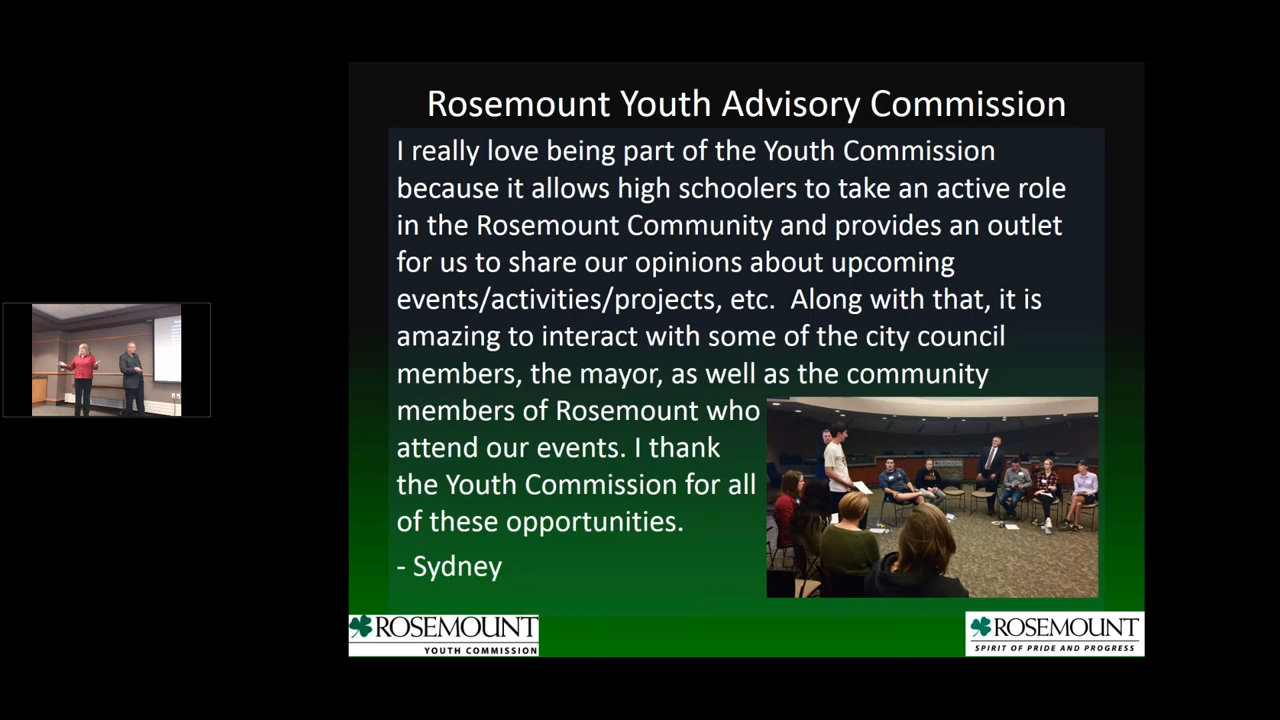 Rosemount Youth Advisory Commission
I really love being part of the Youth Commission
because it allows high schoolers to take an active role
in the Rosemount Community and provides an outlet
for us to share our opinions about upcoming
events/activities/projects, etc.  Along with that, it is
amazing to interact with some of the city council
members, the mayor, as well as the community
members of Rosemount who
attend our events. I thank
the Youth Commission for all
of these opportunities.
- Sydney
ROSEMOUNT
YOUTH COMMISSION
ROSEMOUNT
SPIRIT OF PRIDE AND PROGRESS